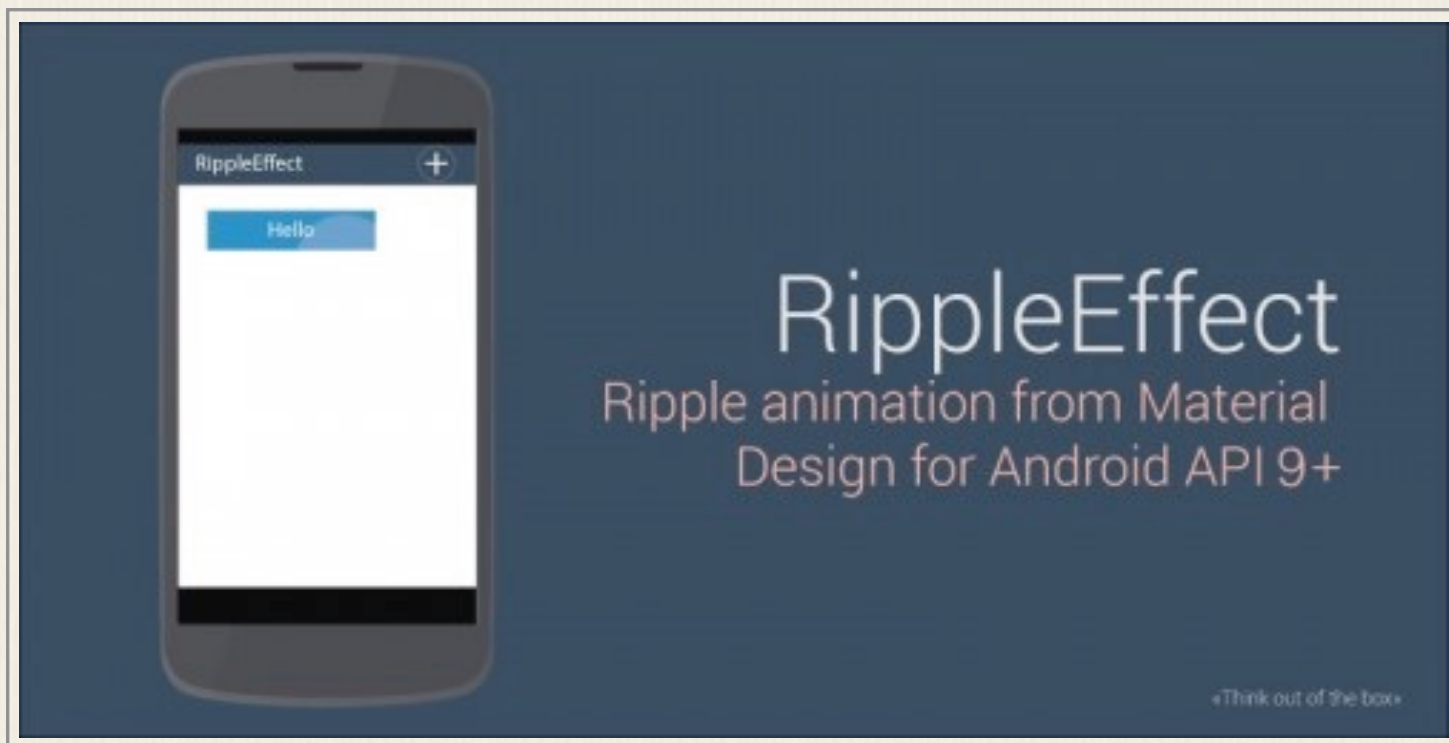 RippleEffect
Hello
RippleEffect
Ripple animation from Material
Design for Android API 9+
«Think out of the box»